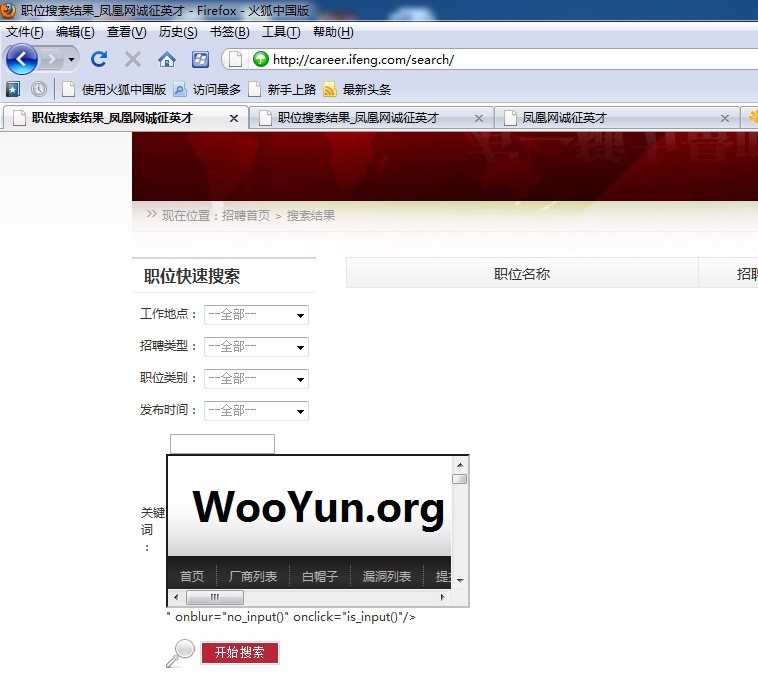 职位搜索结果_凤凰网诚征英才 - Firefox - 火狐中国版
文件(F) 编辑(E) 查看(V) 历史(S) 书签(B) 工具(T) 帮助(H)
http://career.ifeng.com/search/
使用火狐中国版 访问最多 新手上路 最新头条
职位搜索结果_凤凰网诚征英才 职位搜索结果_凤凰网诚征英才 凤凰网诚征英才
>> 现在位置：招聘首页 > 搜索结果
职位快速搜索 职位名称 招聘
工作地点： --全部--
招聘类型： --全部--
职位类别： --全部--
发布时间： --全部--
WooYun.org
关键词：
首页 厂商列表 白帽子 漏洞列表
" onblur="no_input()" onclick="is_input()"/>
开始搜索